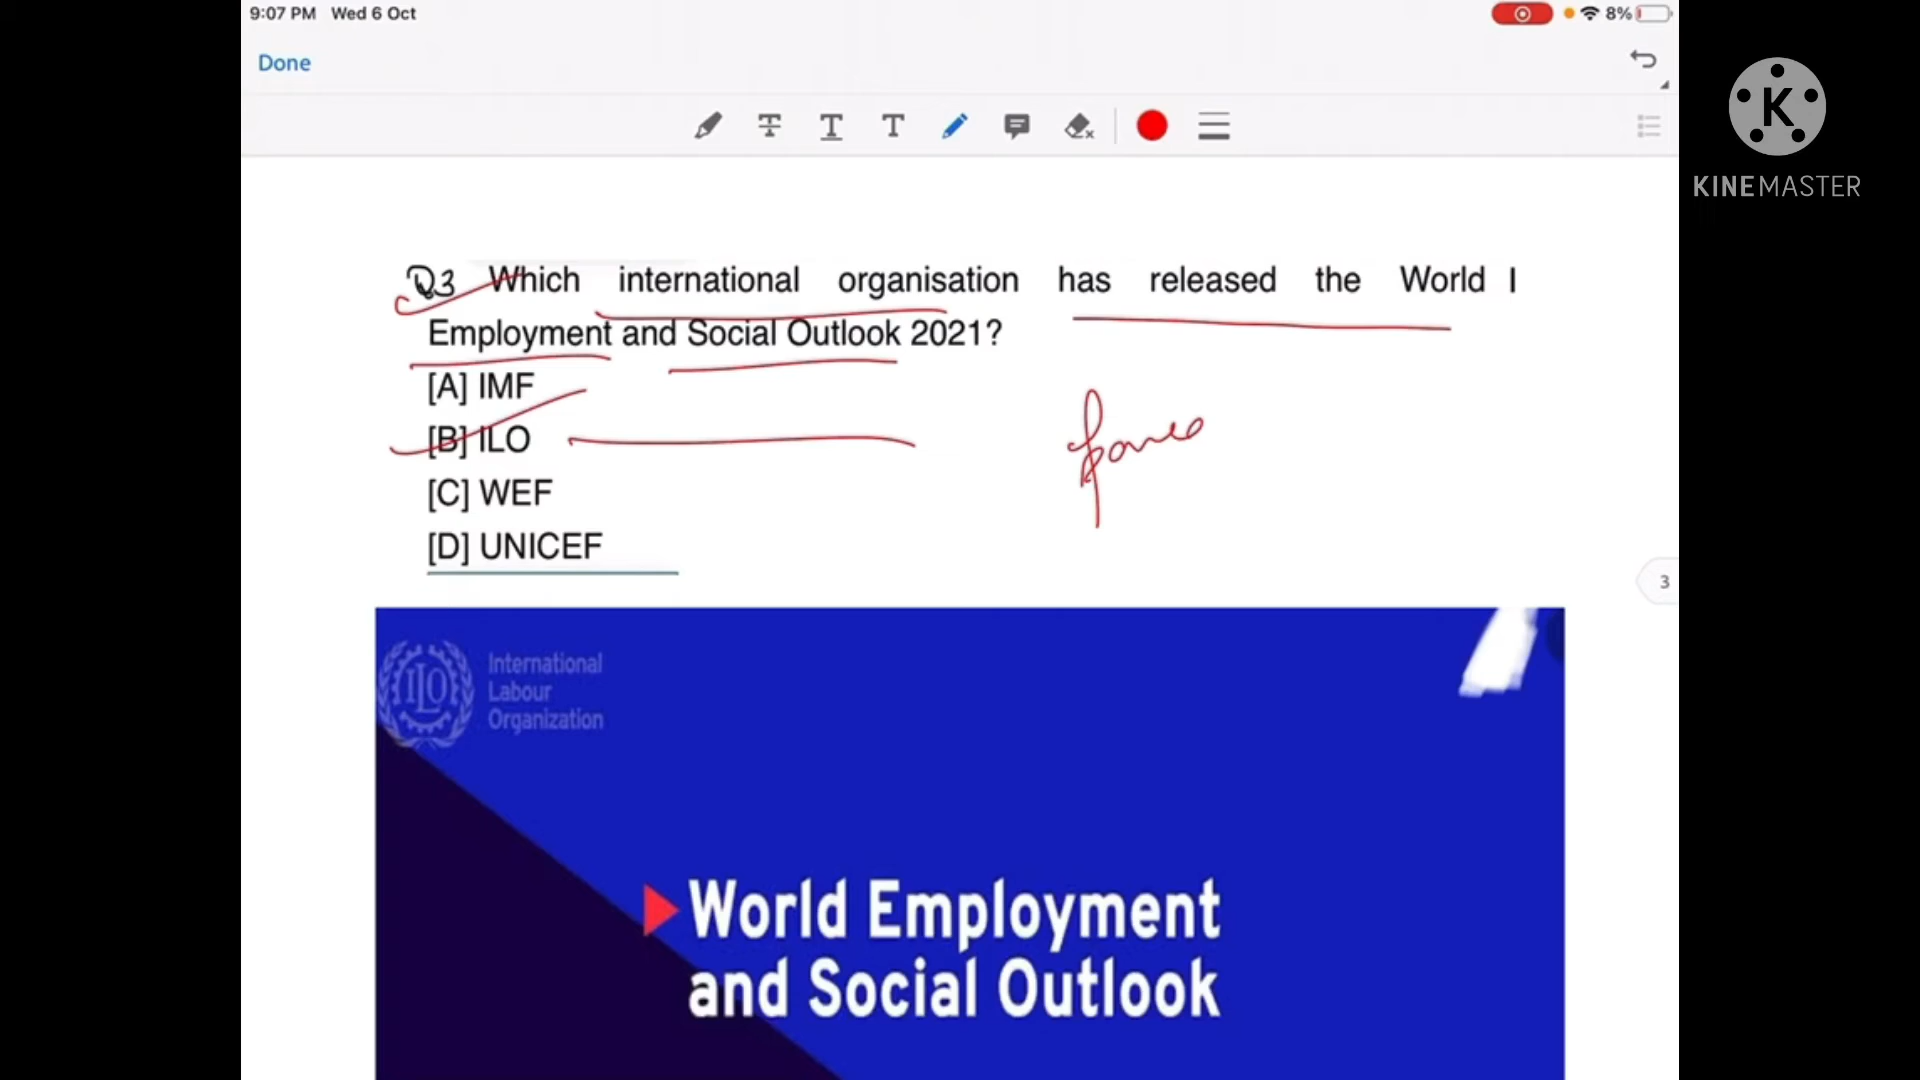 9:07 PM Wed 6 Oct
8%
Done
T T T
K
KINEMASTER
Q3 Which international organisation has released the World
Employment and Social Outlook 2021?
[A] IMF
[B] ILO
[C] WEF
[D] UNICEF
3
ILO
International
Labour
Organization
World Employment
and Social Outlook